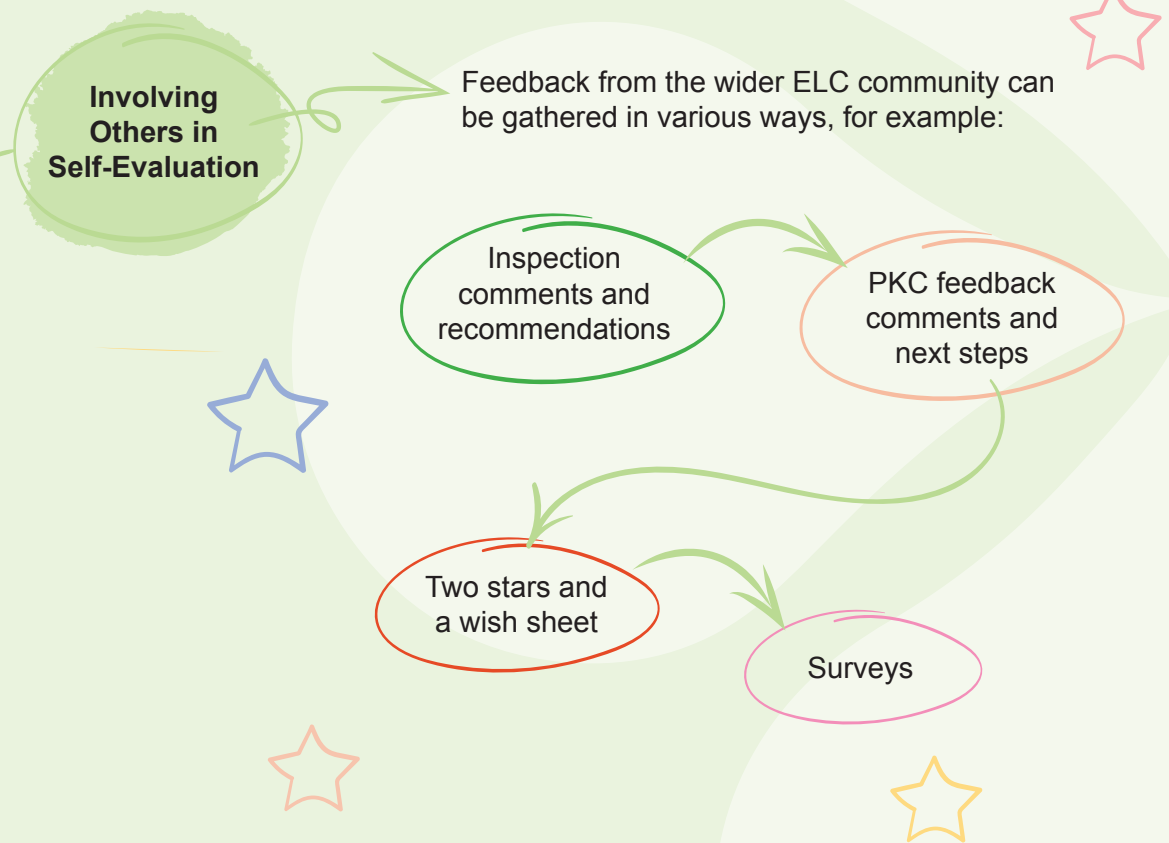 Involving
Others in
Self-Evaluation
Feedback from the wider ELC community can
be gathered in various ways, for example:
Inspection
comments and
recommendations
PKC feedback
comments and
next steps
Two stars and
a wish sheet
Surveys